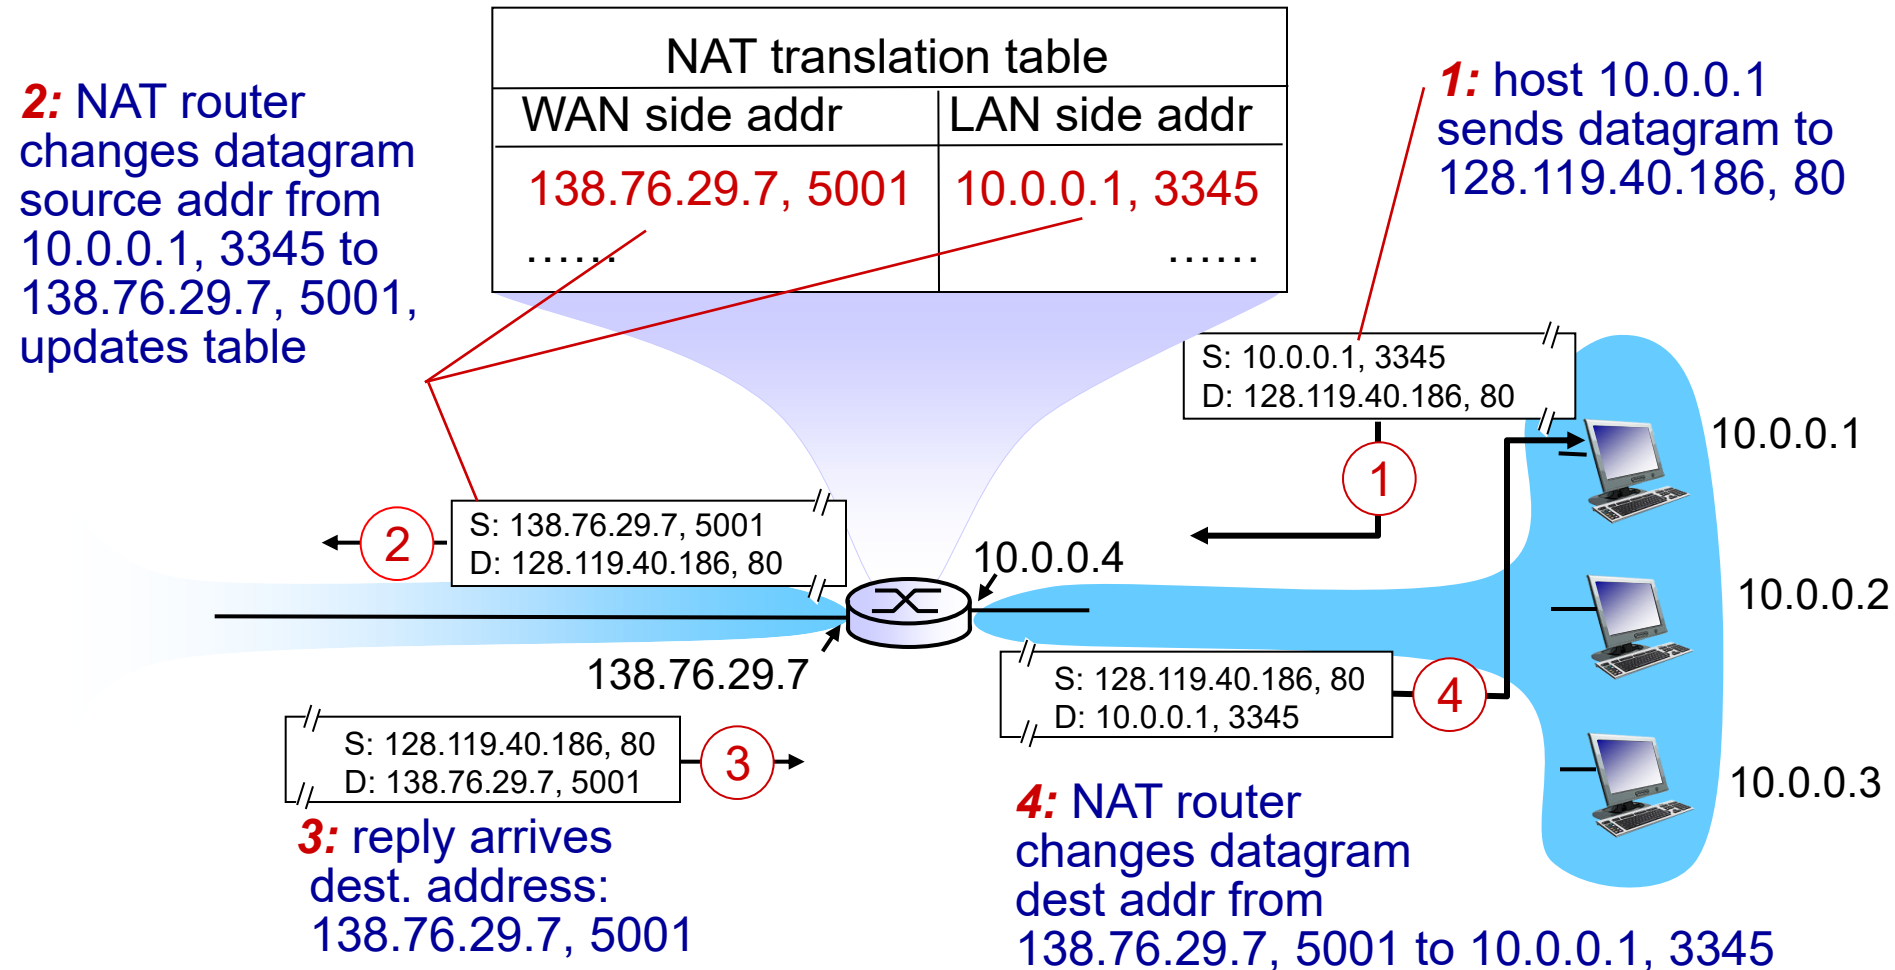 NAT translation table
WAN side addr
LAN side addr
138.76.29.7, 5001
10.0.0.1, 3345
......
......
2: NAT router
changes datagram
source addr from
10.0.0.1, 3345 to
138.76.29.7, 5001,
updates table
1: host 10.0.0.1
sends datagram to
128.119.40.186, 80
S: 10.0.0.1, 3345
D: 128.119.40.186, 80
1
10.0.0.1
S: 138.76.29.7, 5001
D: 128.119.40.186, 80
2
10.0.0.4
10.0.0.2
138.76.29.7
S: 128.119.40.186, 80
D: 10.0.0.1, 3345
4
S: 128.119.40.186, 80
D: 138.76.29.7, 5001
3
10.0.0.3
3: reply arrives
dest. address:
138.76.29.7, 5001
4: NAT router
changes datagram
dest addr from
138.76.29.7, 5001 to 10.0.0.1, 3345